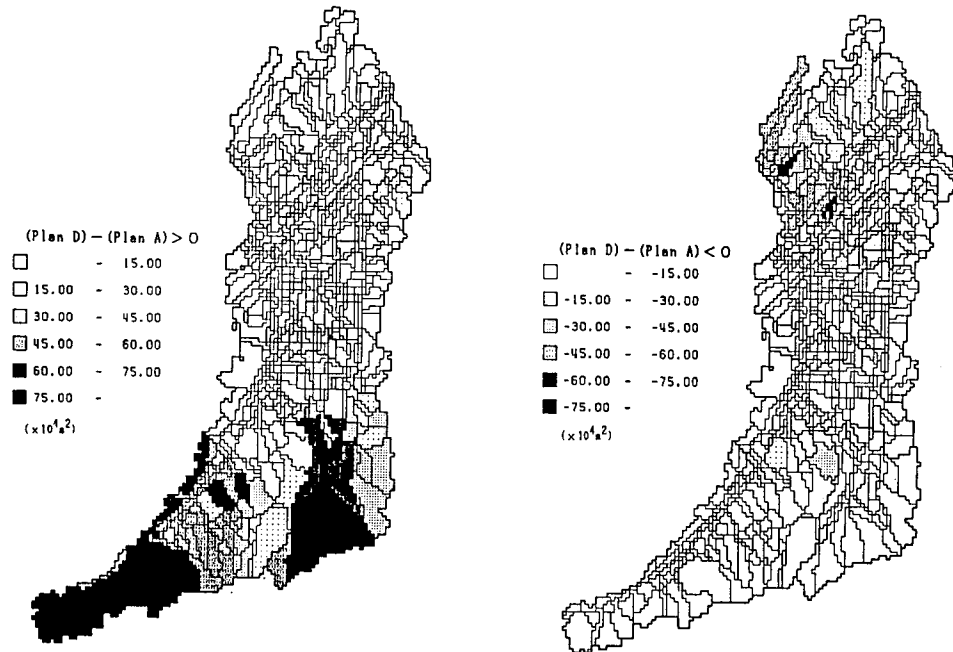 (Plan D) — (Plan A) > 0
- 15.00
15.00 - 30.00
30.00 - 45.00
45.00 - 60.00
60.00 - 75.00
75.00 -
(×10⁴m²)
(Plan D) — (Plan A) < 0
- -15.00
-15.00 - -30.00
-30.00 - -45.00
-45.00 - -60.00
-60.00 - -75.00
-75.00 -
(×10⁴m²)